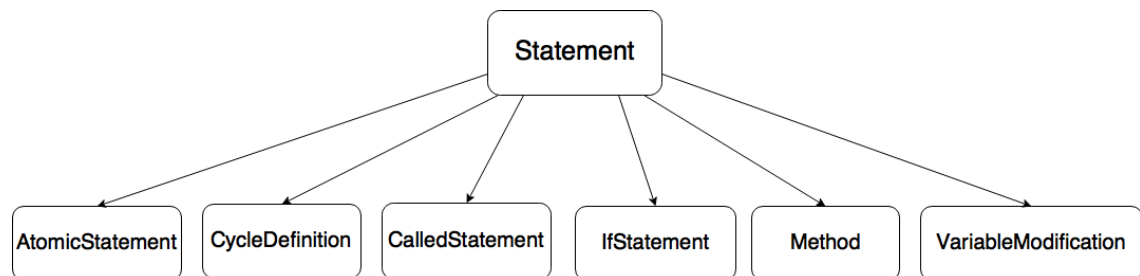 Statement
AtomicStatement
CycleDefinition
CalledStatement
IfStatement
Method
VariableModification